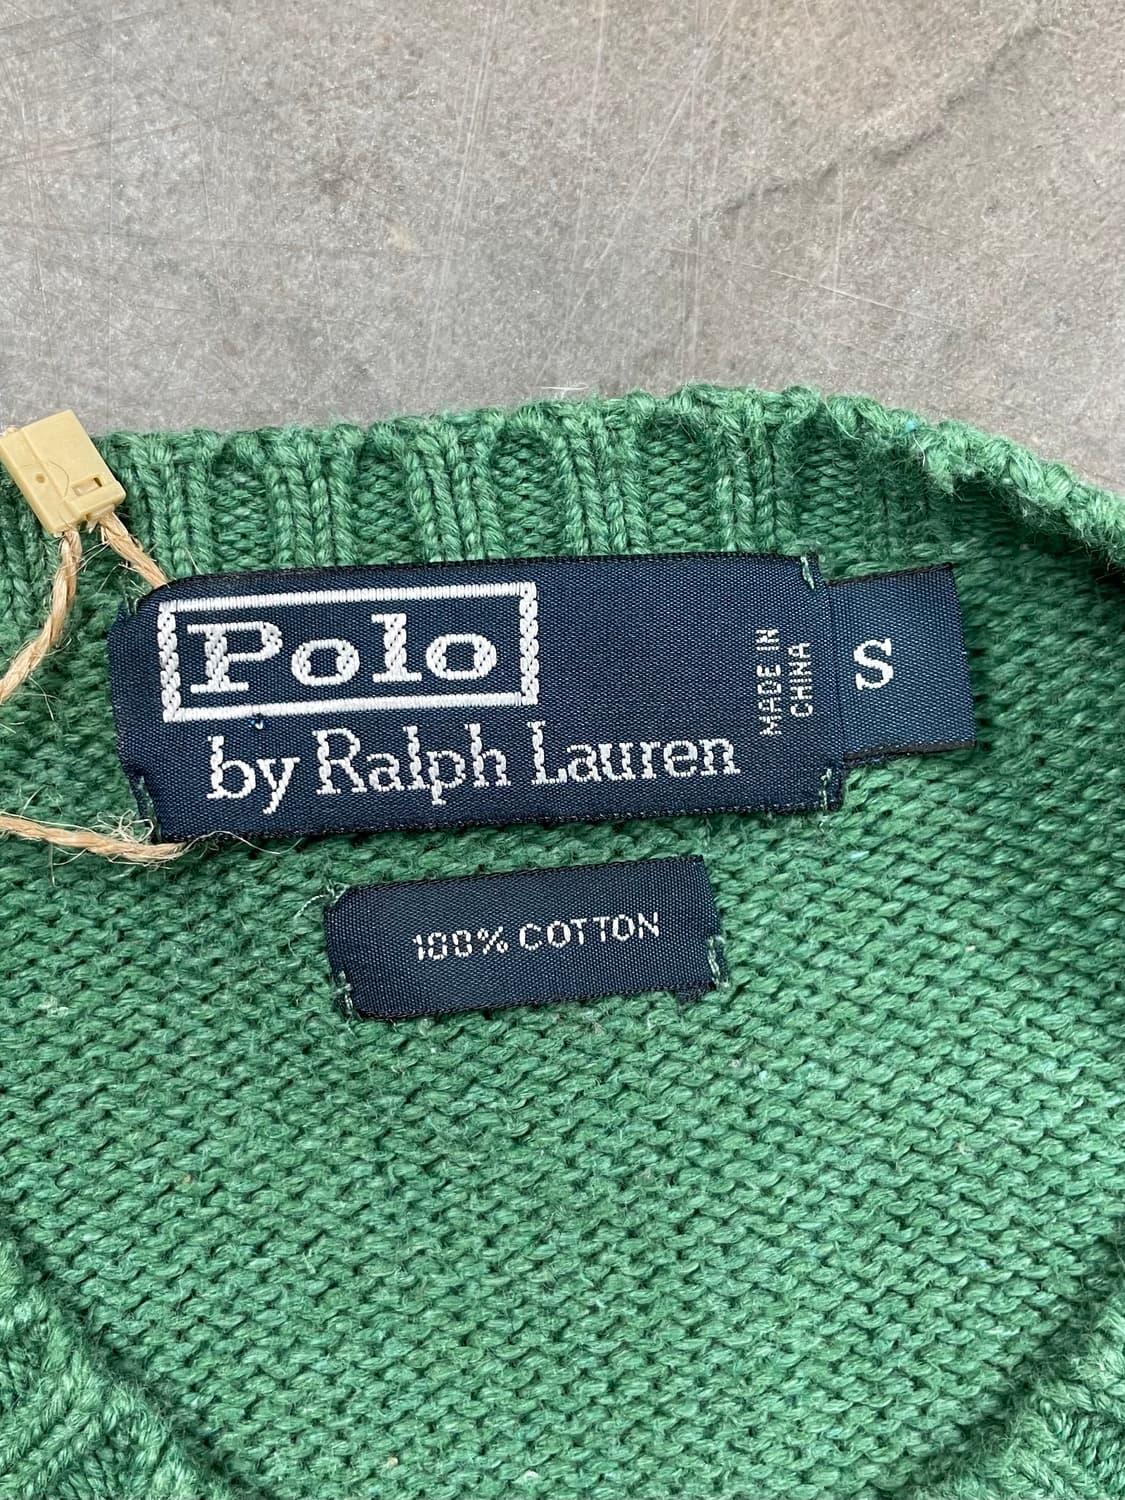 Polo
by Ralph Lauren
MADE IN
CHINA
S
100% COTTON